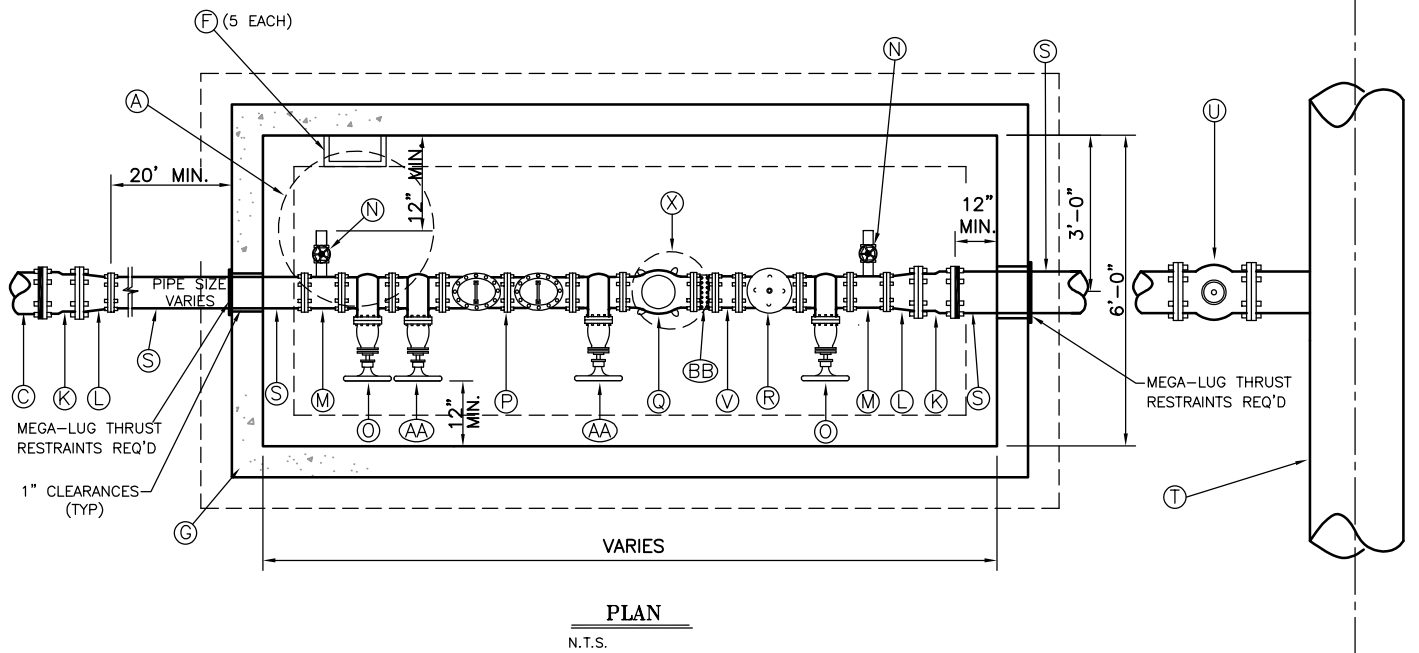 F (5 EACH)
N
S
A
U
20' MIN.
12" MIN.
X
12"
MIN.
3'-0"
6'-0"
N
N
PIPE SIZE
VARIES
S
C
K
L
S
M
O
AA
12" MIN.
P
AA
Q
BB
V
R
O
M
L
K
S
MEGA-LUG THRUST
RESTRAINTS REQ'D
MEGA-LUG THRUST
RESTRAINTS REQ'D
1" CLEARANCES
(TYP)
G
T
VARIES
PLAN
N.T.S.